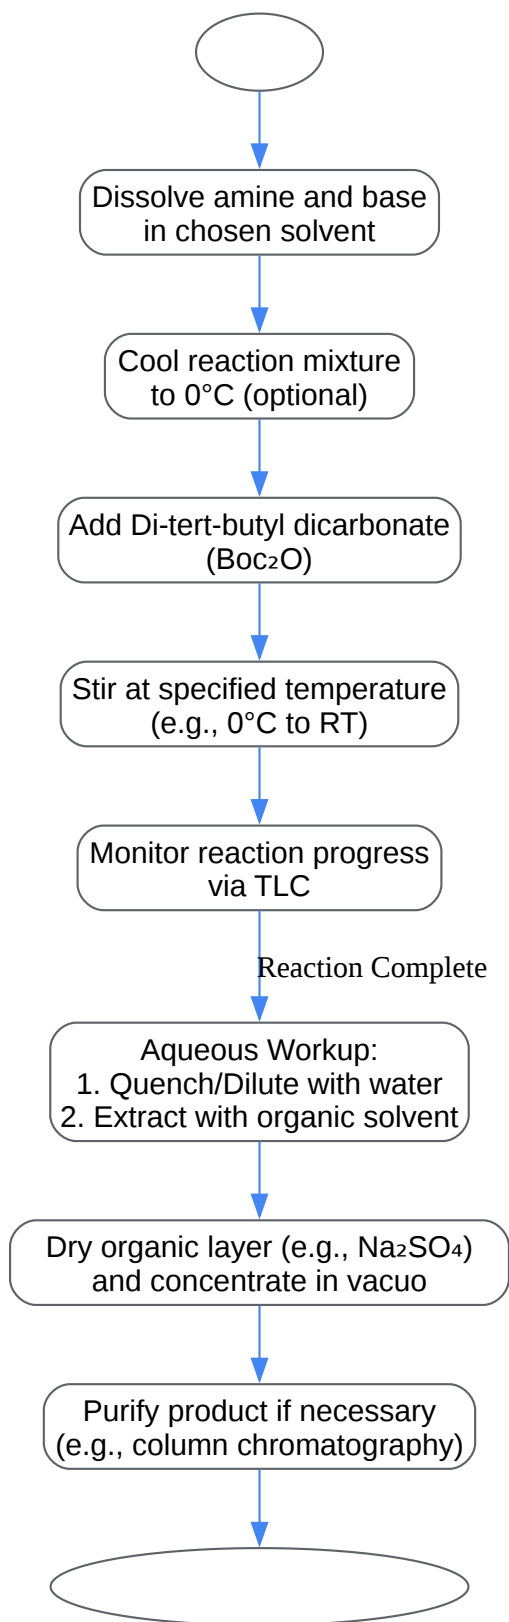 Dissolve amine and base
in chosen solvent
Cool reaction mixture
to 0°C (optional)
Add Di-tert-butyl dicarbonate
(Boc₂O)
Stir at specified temperature
(e.g., 0°C to RT)
Monitor reaction progress
via TLC
Reaction Complete
Aqueous Workup:
1. Quench/Dilute with water
2. Extract with organic solvent
Dry organic layer (e.g., Na₂SO₄)
and concentrate in vacuo
Purify product if necessary
(e.g., column chromatography)